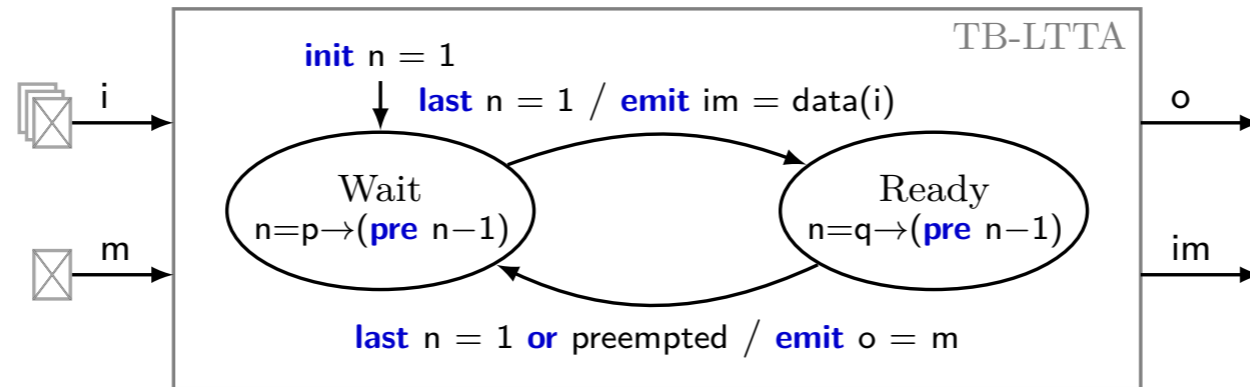 TB-LTTA
init n = 1
i
last n = 1 / emit im = data(i)
o
Wait
n=p→(pre n−1)
Ready
n=q→(pre n−1)
m
im
last n = 1 or preempted / emit o = m